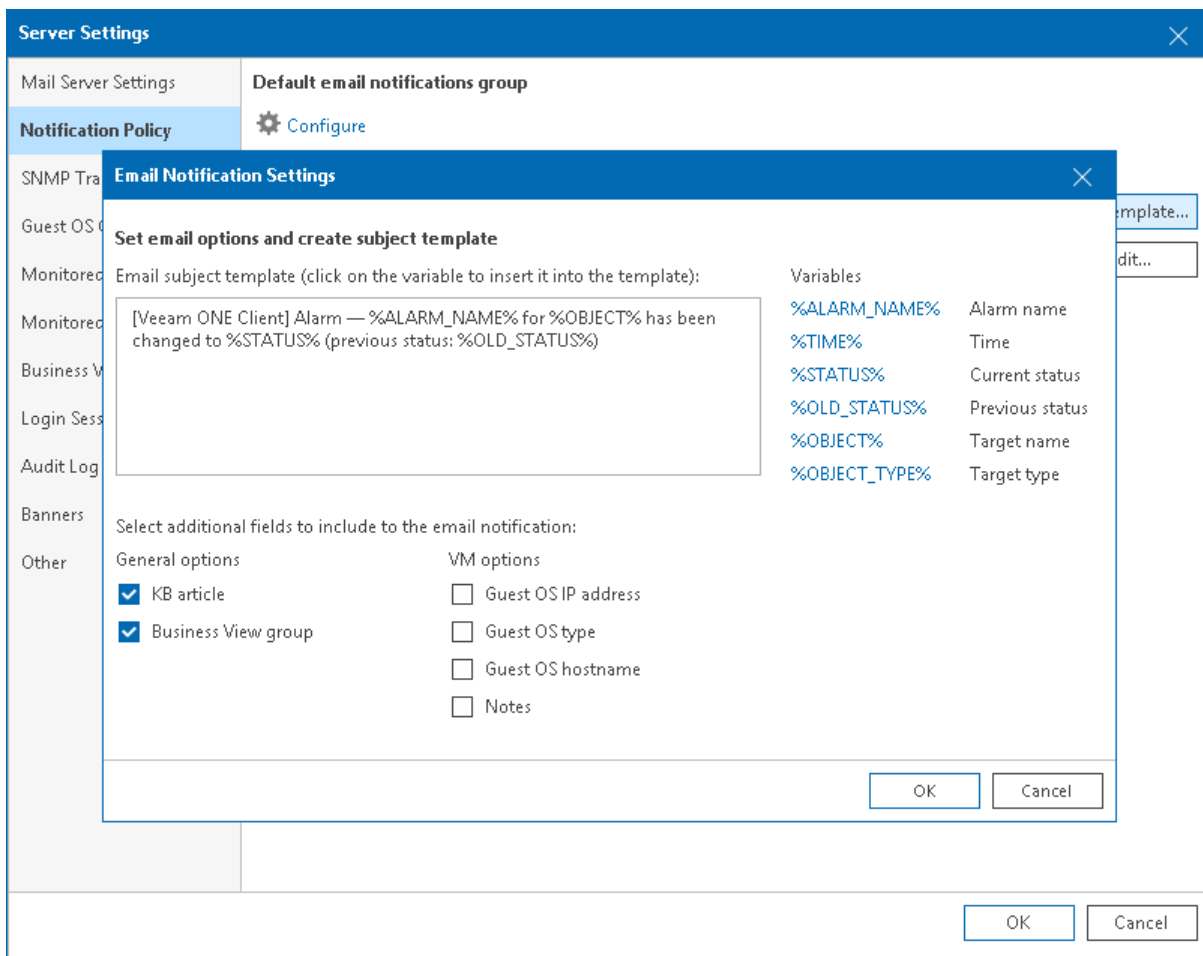 Server Settings
Mail Server Settings
Default email notifications group
Notification Policy
Configure
SNMP Tra
Email Notification Settings
emplate...
Guest OS
Set email options and create subject template
dit...
Monitored
Email subject template (click on the variable to insert it into the template):
Variables
[Veeam ONE Client] Alarm — %ALARM_NAME% for %OBJECT% has been
changed to %STATUS% (previous status: %OLD_STATUS%)
%ALARM_NAME% Alarm name
%TIME% Time
%STATUS% Current status
%OLD_STATUS% Previous status
%OBJECT% Target name
%OBJECT_TYPE% Target type
Monitored
Business V
Login Sess
Audit Log
Banners
Other
Select additional fields to include to the email notification:
General options
KB article
Business View group
VM options
Guest OS IP address
Guest OS type
Guest OS hostname
Notes
OK
Cancel
OK
Cancel